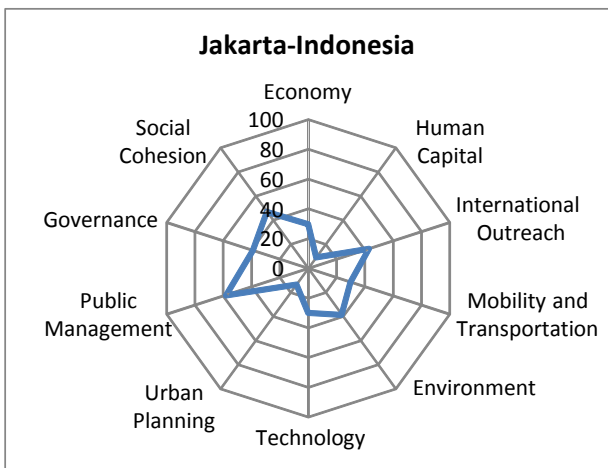 Jakarta-Indonesia
Economy
Human
Capital
International
Outreach
Mobility and
Transportation
Environment
Technology
Urban
Planning
Public
Management
Governance
Social
Cohesion
100
80
60
40
20
0